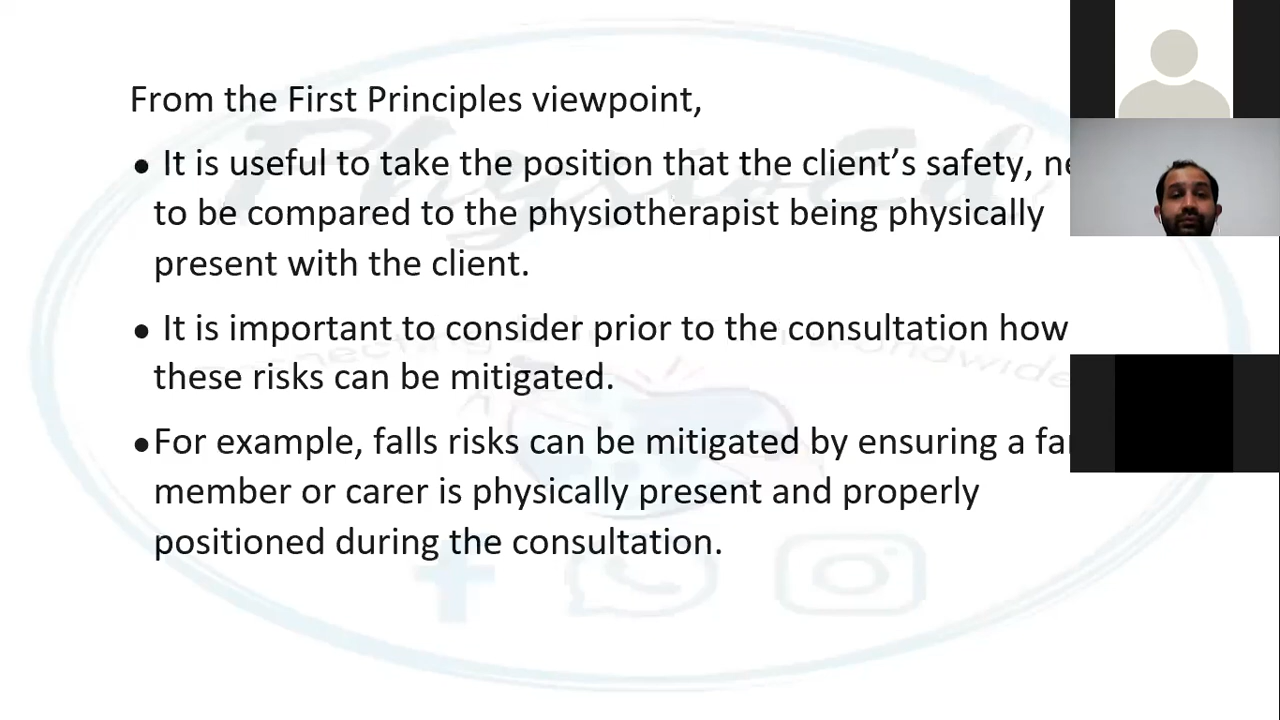 From the First Principles viewpoint,
● It is useful to take the position that the client’s safety,
to be compared to the physiotherapist being physically
present with the client.
● It is important to consider prior to the consultation how
these risks can be mitigated.
●For example, falls risks can be mitigated by ensuring a
member or carer is physically present and properly
positioned during the consultation.
PhysioEd